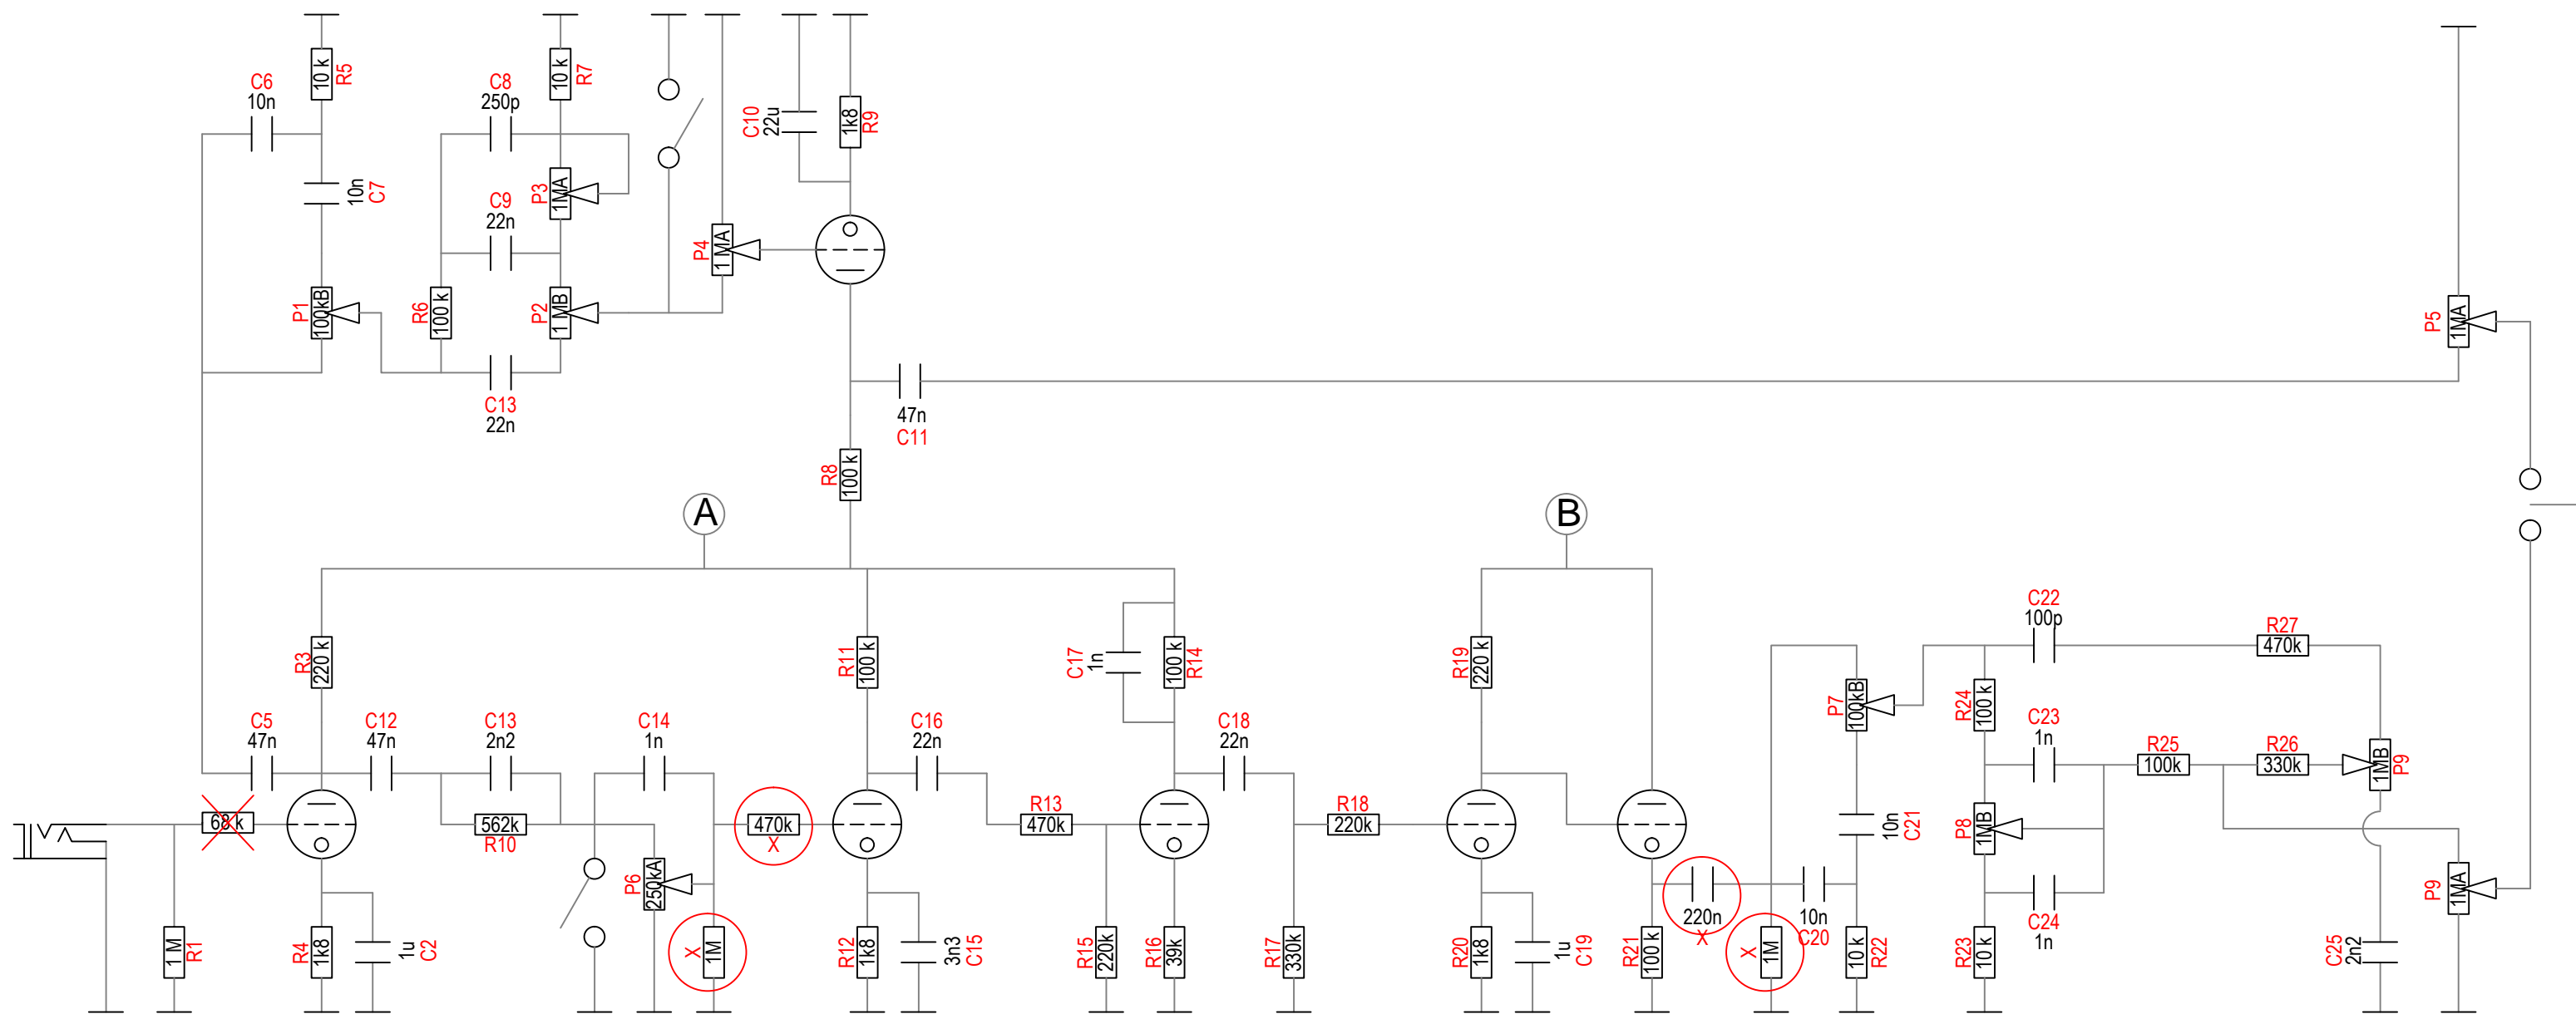 10 k
R5
C6
10n
10n
C7
P1
100kB
C8
250p
10 k
R7
C9
22n
P3
1MA
R6
100 k
P2
1 MB
C13
22n
P4
1 MA
C10
22u
1k8
R9
47n
C11
R8
100 k
P5
1MA
A
B
R3
220 k
C5
47n
C12
47n
C13
2n2
C14
1n
68 k
562k
R10
P6
250kA
470k
X
X
1M
1 M
R1
R4
1k8
1u
C2
R11
100 k
C16
22n
R13
470k
R12
1k8
3n3
C15
C17
1n
100 k
R14
C18
22n
R15
220k
R16
39k
R17
330k
R18
220k
R19
220 k
R20
1k8
1u
C19
R21
100 k
220n
X
X
1M
10n
C20
10 k
R22
P7
100kB
10n
C21
C22
100p
R24
100 k
C23
1n
P8
1MB
C24
1n
R23
10 k
R25
100k
R27
470k
R26
330k
1MB
P9
C25
2n2
P9
1MA